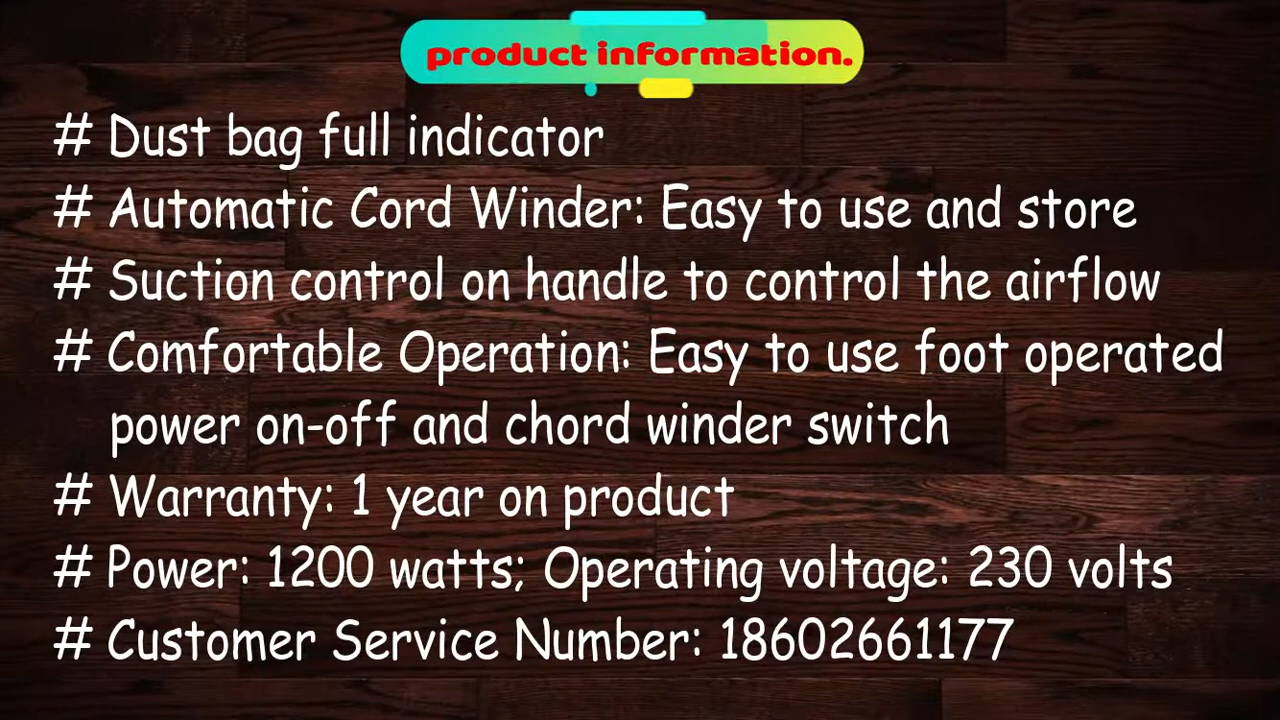 product information.
# Dust bag full indicator
# Automatic Cord Winder: Easy to use and store
# Suction control on handle to control the airflow
# Comfortable Operation: Easy to use foot operated
power on-off and chord winder switch
# Warranty: 1 year on product
# Power: 1200 watts; Operating voltage: 230 volts
# Customer Service Number: 18602661177